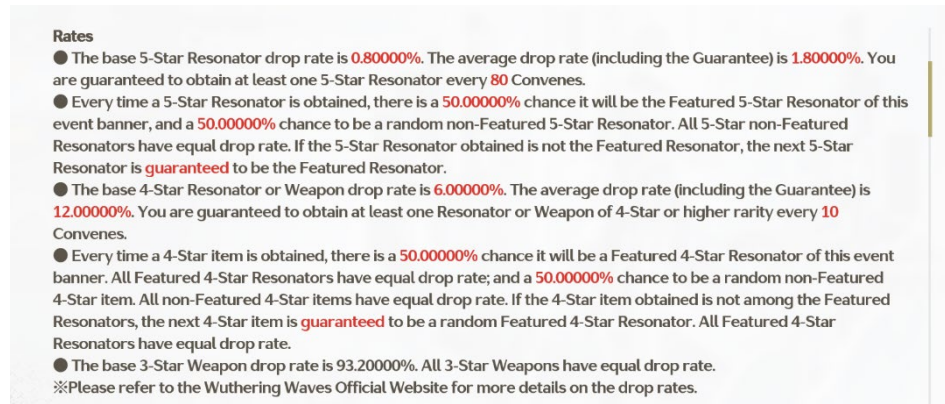 Rates
● The base 5-Star Resonator drop rate is 0.80000%. The average drop rate (including the Guarantee) is 1.80000%. You
are guaranteed to obtain at least one 5-Star Resonator every 80 Convenes.
● Every time a 5-Star Resonator is obtained, there is a 50.00000% chance it will be the Featured 5-Star Resonator of this
event banner, and a 50.00000% chance to be a random non-Featured 5-Star Resonator. All 5-Star non-Featured
Resonators have equal drop rate. If the 5-Star Resonator obtained is not the Featured Resonator, the next 5-Star
Resonator is guaranteed to be the Featured Resonator.
● The base 4-Star Resonator or Weapon drop rate is 6.00000%. The average drop rate (including the Guarantee) is
12.00000%. You are guaranteed to obtain at least one Resonator or Weapon of 4-Star or higher rarity every 10
Convenes.
● Every time a 4-Star item is obtained, there is a 50.00000% chance it will be a Featured 4-Star Resonator of this event
banner. All Featured 4-Star Resonators have equal drop rate; and a 50.00000% chance to be a random non-Featured
4-Star item. All non-Featured 4-Star items have equal drop rate. If the 4-Star item obtained is not among the Featured
Resonators, the next 4-Star item is guaranteed to be a random Featured 4-Star Resonator. All Featured 4-Star
Resonators have equal drop rate.
● The base 3-Star Weapon drop rate is 93.20000%. All 3-Star Weapons have equal drop rate.
※Please refer to the Wuthering Waves Official Website for more details on the drop rates.